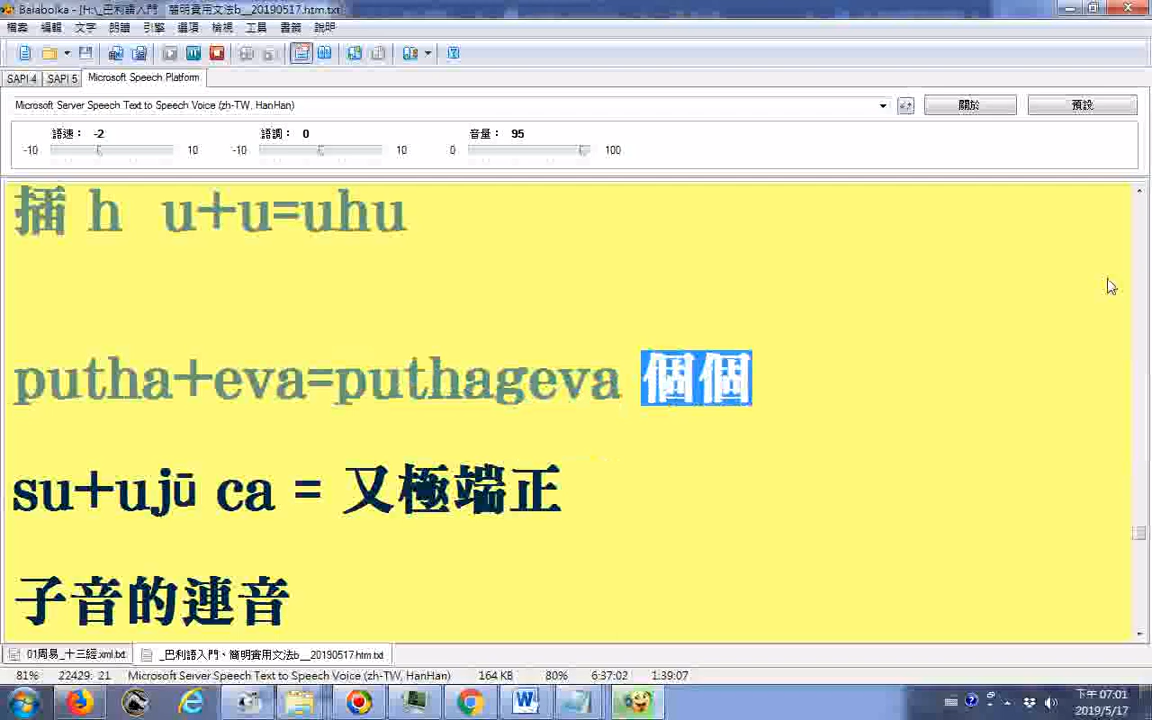 Balabolka - [H:\_巴利語入門、簡明實用文法b__20190517.htm.txt]
檔案 編輯 文字 朗讀 引擎 選項 檢視 工具 書籤 說明
SAPI 4 SAPI 5 Microsoft Speech Platform
Microsoft Server Speech Text to Speech Voice (zh-TW, HanHan) 關於 預設
語速： -2 語調： 0 音量： 95
-10 10 -10 10 0 100
插 h u+u=uhu
putha+eva=puthageva 個個
su+ujū ca = 又極端正
子音的連音
01周易_十三經.xml.txt _巴利語入門、簡明實用文法b__20190517.htm.txt
81% 22429: 21 Microsoft Server Speech Text to Speech Voice (zh-TW, HanHan) 164 KB 80% 6:37:02 1:39:07
下午 07:01
2019/5/17